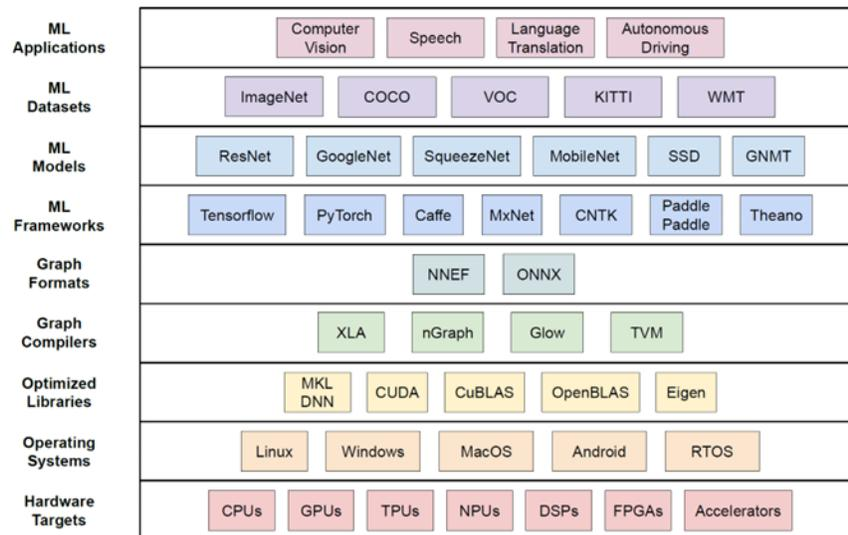 ML
Applications
Computer
Vision
Speech
Language
Translation
Autonomous
Driving
ML
Datasets
ImageNet
COCO
VOC
KITTI
WMT
ML
Models
ResNet
GoogleNet
SqueezeNet
MobileNet
SSD
GNMT
ML
Frameworks
Tensorflow
PyTorch
Caffe
MxNet
CNTK
Paddle
Paddle
Theano
Graph
Formats
NNEF
ONNX
Graph
Compilers
XLA
nGraph
Glow
TVM
Optimized
Libraries
MKL
DNN
CUDA
CuBLAS
OpenBLAS
Eigen
Operating
Systems
Linux
Windows
MacOS
Android
RTOS
Hardware
Targets
CPUs
GPUs
TPUs
NPUs
DSPs
FPGAs
Accelerators